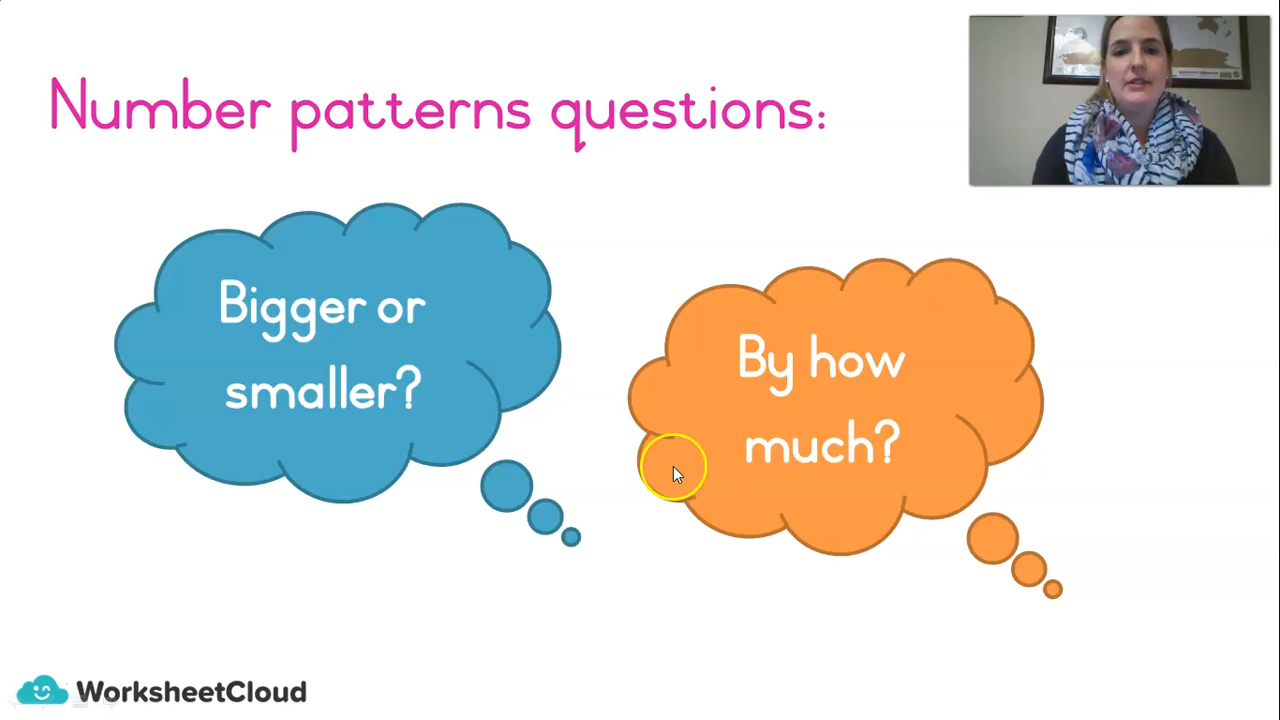 Number patterns questions:
Bigger or
smaller?
By how
much?
WorksheetCloud